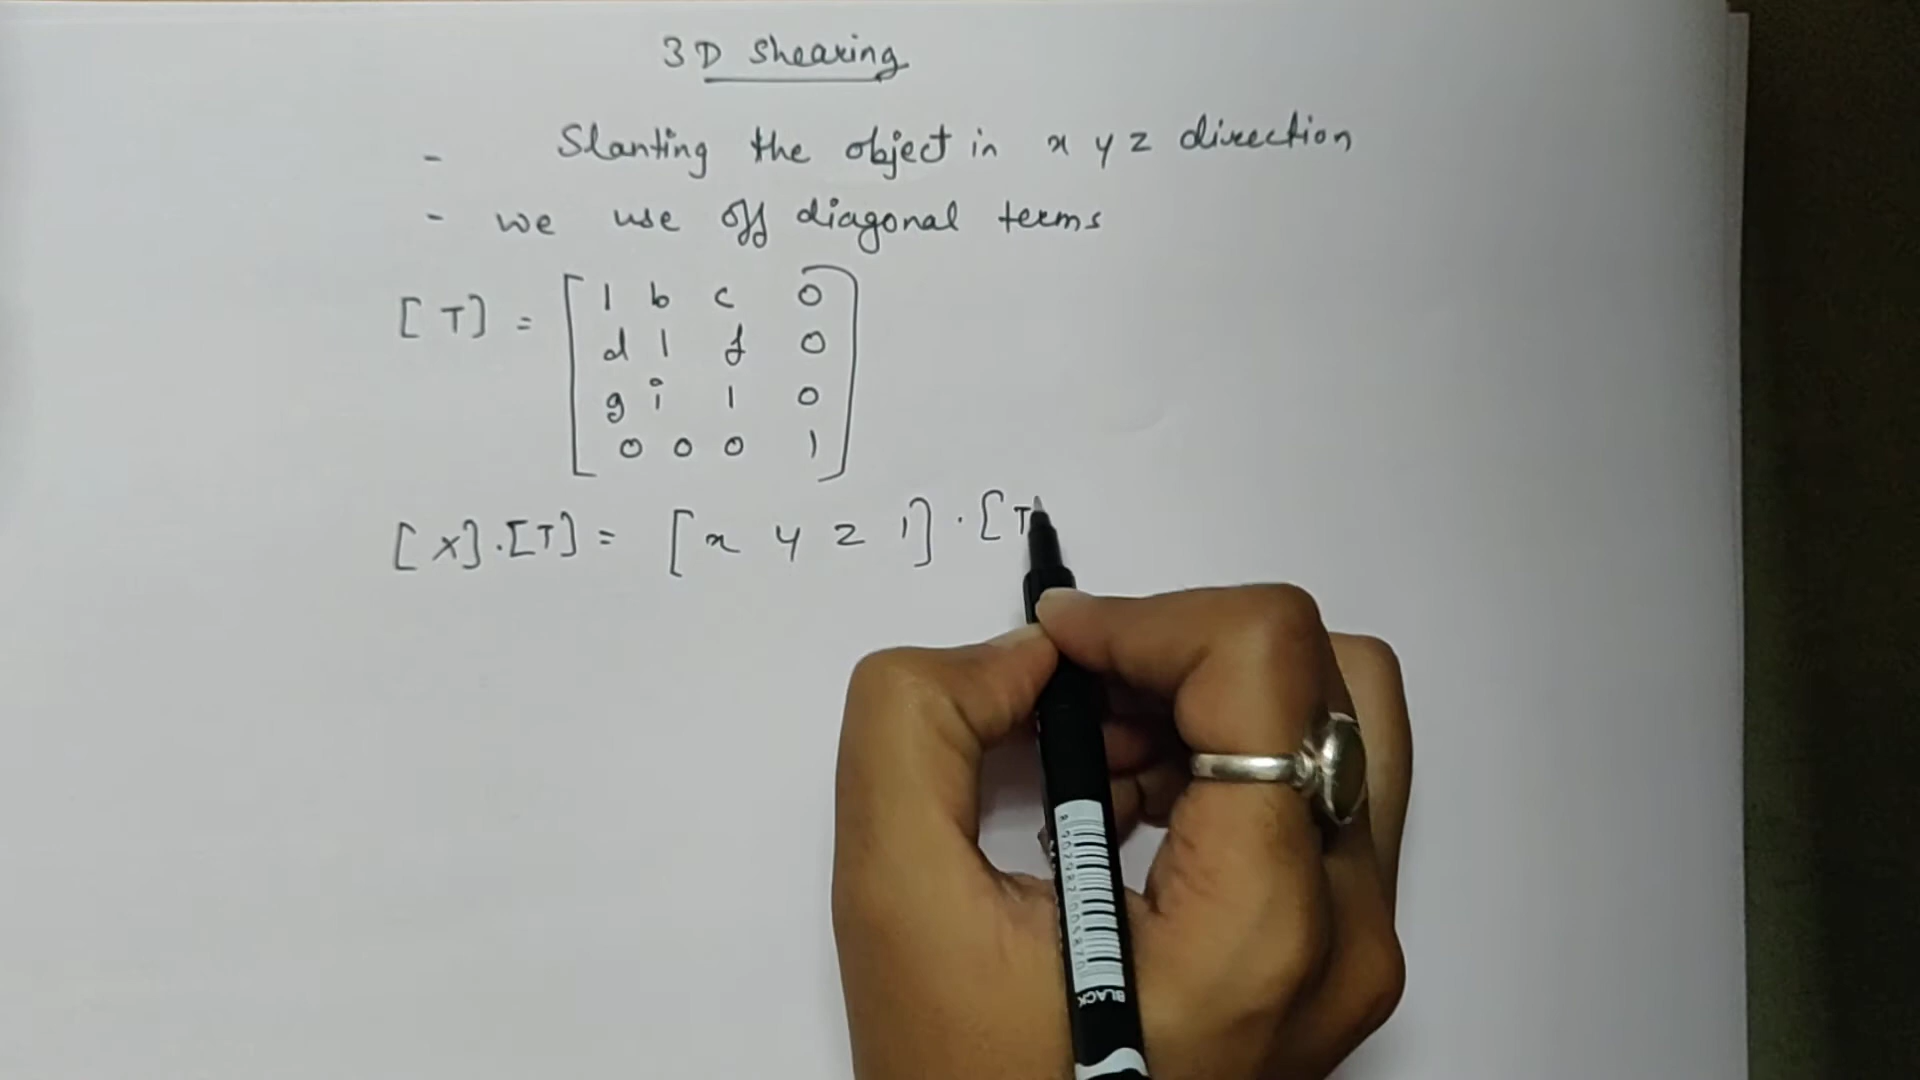 3D Shearing
- Slanting the object in x y z direction
- we use off diagonal terms
[T] = [1 b c 0
d 1 f 0
g i 1 0
0 0 0 1]
[X].[T] = [x y z 1] . [T
BLACK